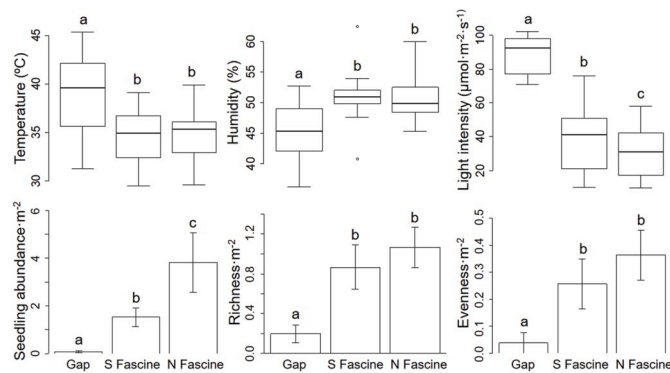 Temperature (ºC)
45
40
35
30
a
b
b
Humidity (%)
60
55
50
45
40
a
b
b
Light intensity (μmol·m-2·s-1)
100
80
60
40
20
a
b
c
Seedling abundance·m-2
6
4
2
0
a
b
c
Gap S Fascine N Fascine
Richness·m-2
1.2
0.8
0.4
0
a
b
b
Gap S Fascine N Fascine
Evenness·m-2
0.5
0.4
0.3
0.2
0.1
0.0
a
b
b
Gap S Fascine N Fascine